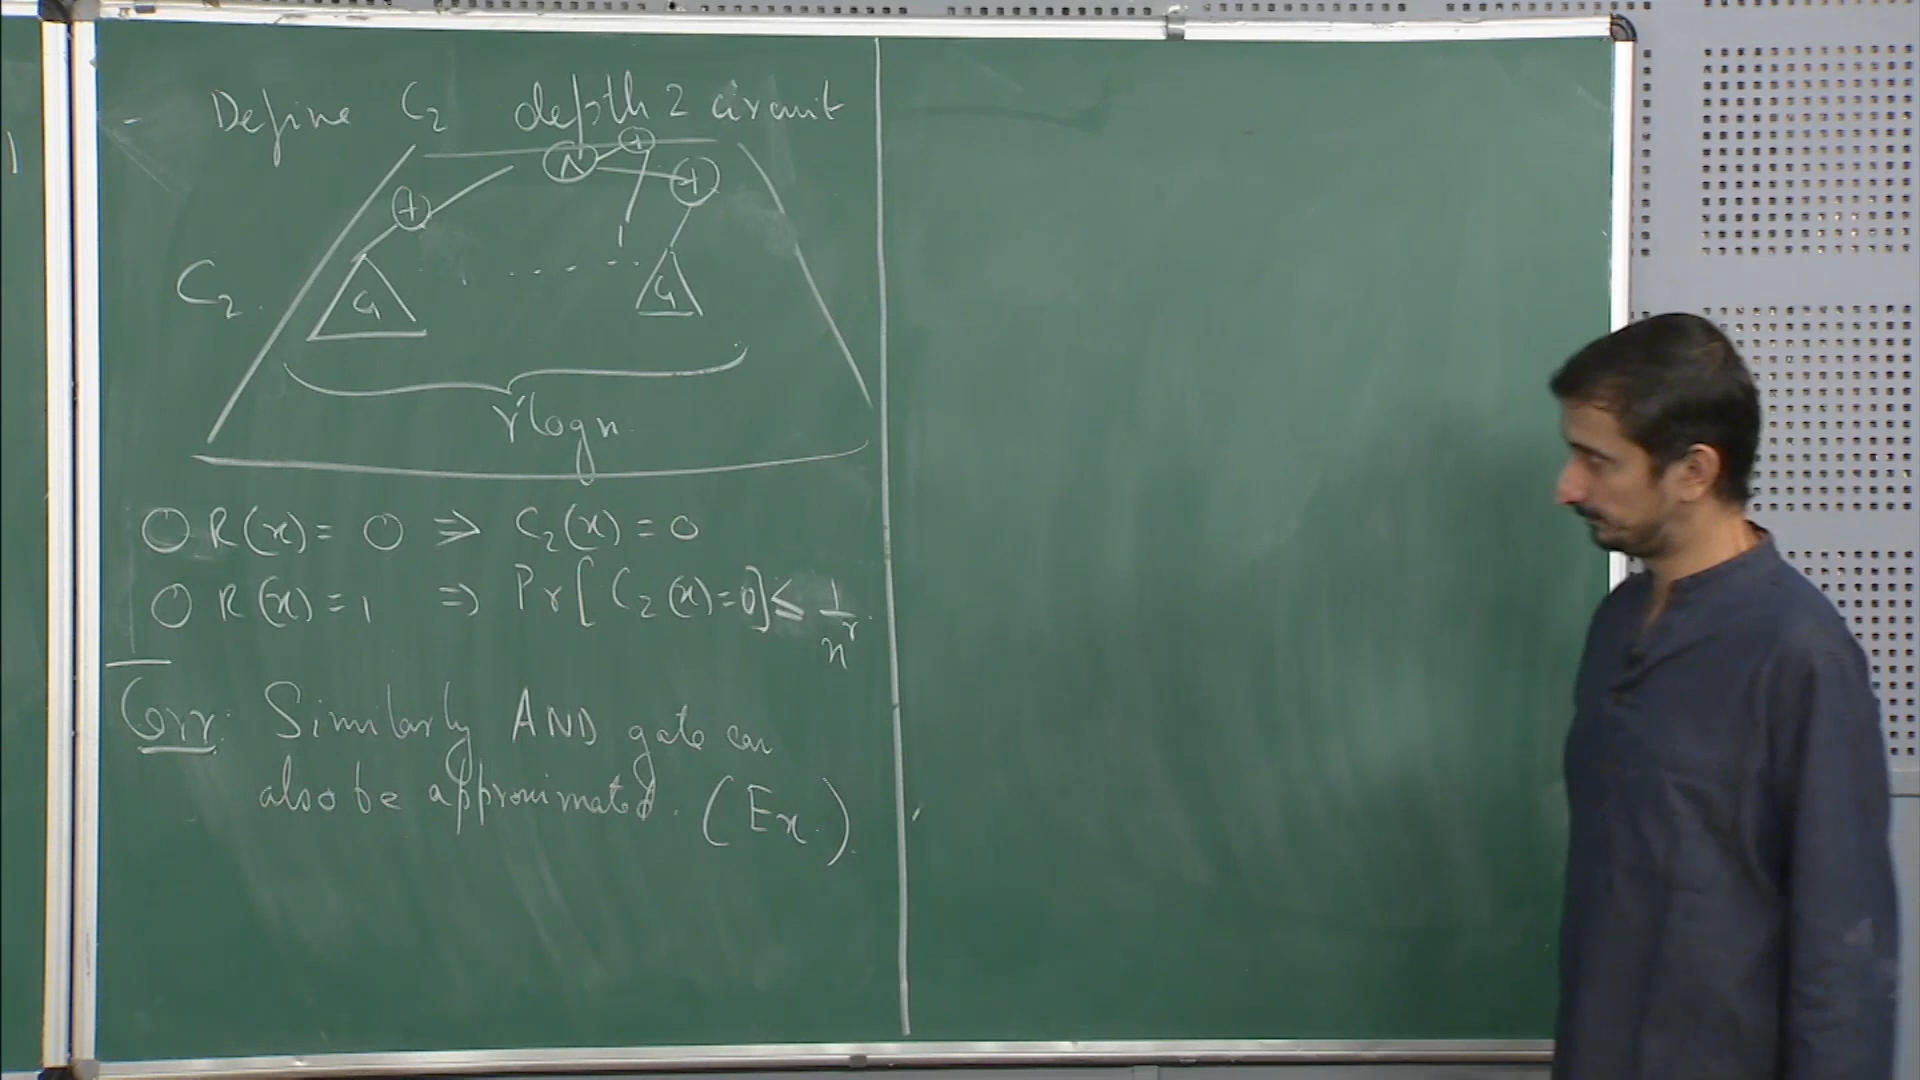 - Define C₂ depth 2 circuit
∧ + +
+
C₂. C₁ . . . . . C₁
r log n.
OR(x) = 0 ⇒ C₂(x) = 0
OR(x) = 1 ⇒ Pr[C₂(x)=0] ≤ 1/n^r.
Corr: Similarly AND gate can
also be approximated. (Ex.).